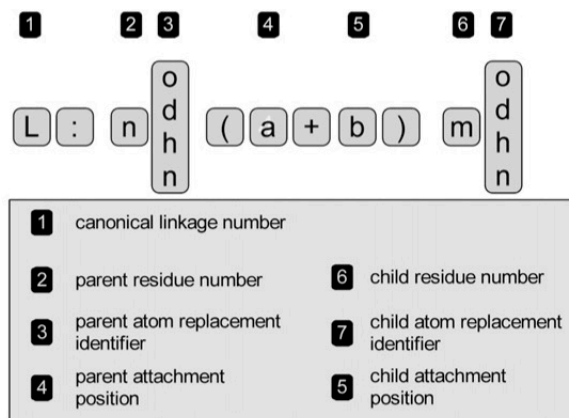 1 2 3 4 5 6 7
L : n o d h n ( a + b ) m o d h n
1 canonical linkage number
2 parent residue number
6 child residue number
3 parent atom replacement
identifier
7 child atom replacement
identifier
4 parent attachment
position
5 child attachment
position